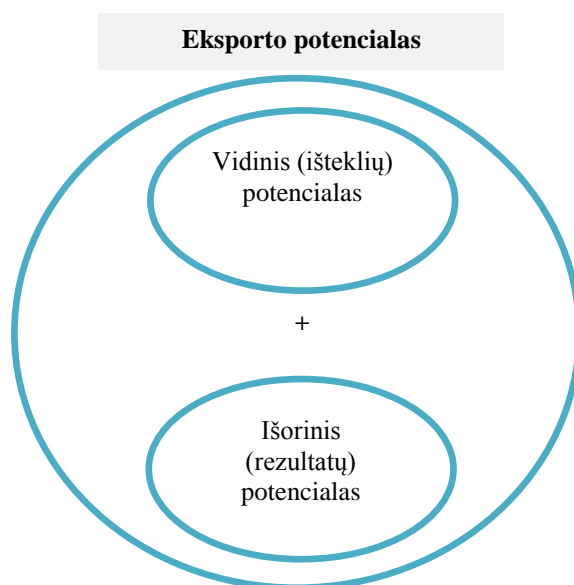 Eksporto potencialas
Vidinis (išteklių)
potencialas
+
Išorinis
(rezultatų)
potencialas